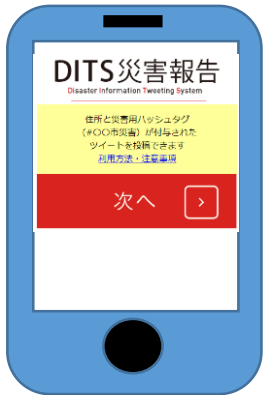 DITS災害報告
Disaster Information Tweeting System
住所と災害用ハッシュタグ
(#〇〇市災害)が付与された
ツイートを投稿できます
利用方法・注意事項
次へ